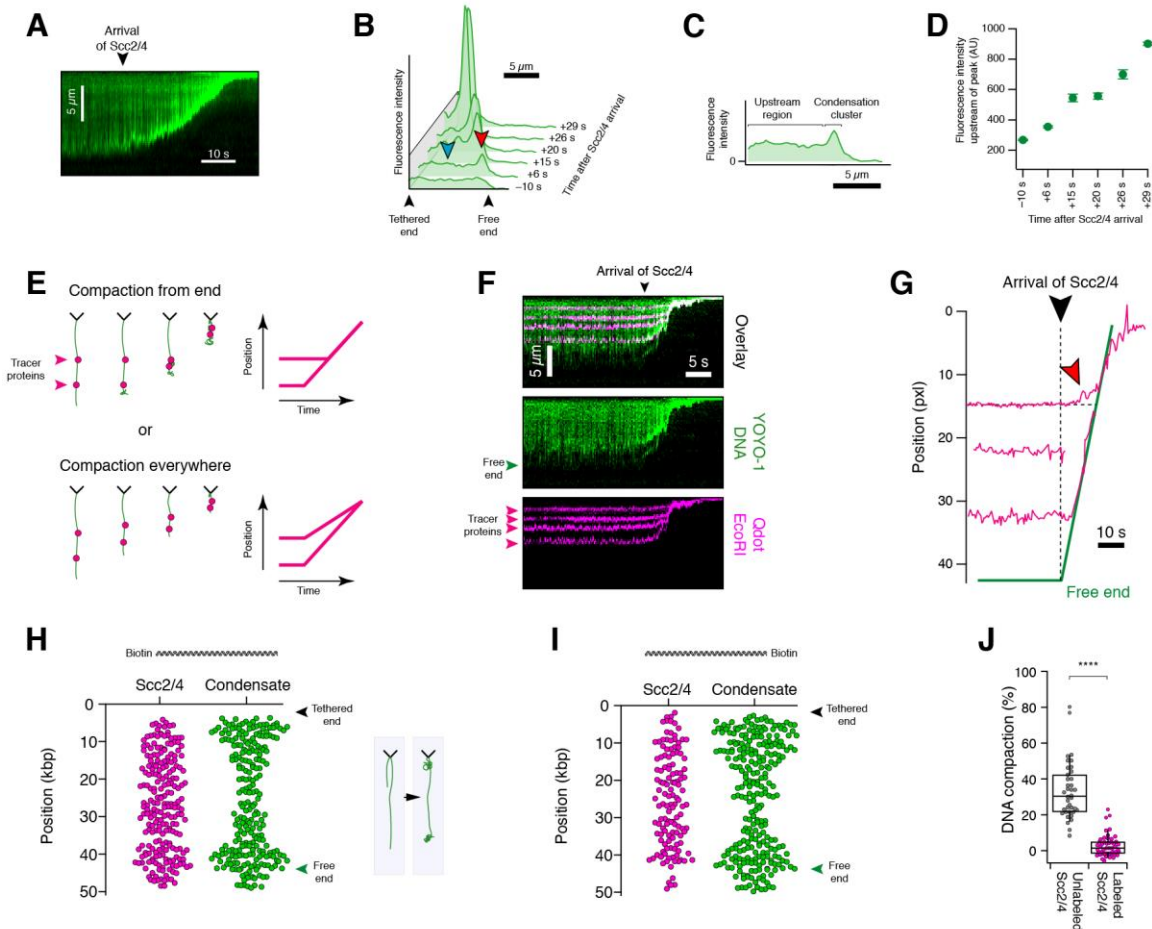 A
Arrival
of Scc2/4
5 µm
10 s
B
Fluorescence intensity
5 µm
+29 s
+26 s
+20 s
+15 s
+6 s
−10 s
Time after Scc2/4 arrival
Tethered
end
Free
end
C
Upstream
region
Condensation
cluster
Fluorescence
intensity
0
5 µm
D
Fluorescence intensity
upstream of peak (AU)
1000
800
600
400
200
−10 s
+6 s
+15 s
+20 s
+26 s
+29 s
Time after Scc2/4 arrival
E
Compaction from end
Tracer
proteins
Position
Time
or
Compaction everywhere
Position
Time
F
Arrival of Scc2/4
5 µm
5 s
Overlay
Free
end
YOYO-1
DNA
Tracer
proteins
Qdot
EcoRI
G
Arrival of Scc2/4
Position (pxl)
0
10
20
30
40
10 s
Free end
H
Biotin
Scc2/4
Condensate
Position (kbp)
0
10
20
30
40
50
Tethered
end
Free
end
I
Biotin
Scc2/4
Condensate
Position (kbp)
0
10
20
30
40
50
Tethered
end
Free
end
J
DNA compaction (%)
100
80
60
40
20
0
****
Unlabeled
Scc2/4
Labeled
Scc2/4